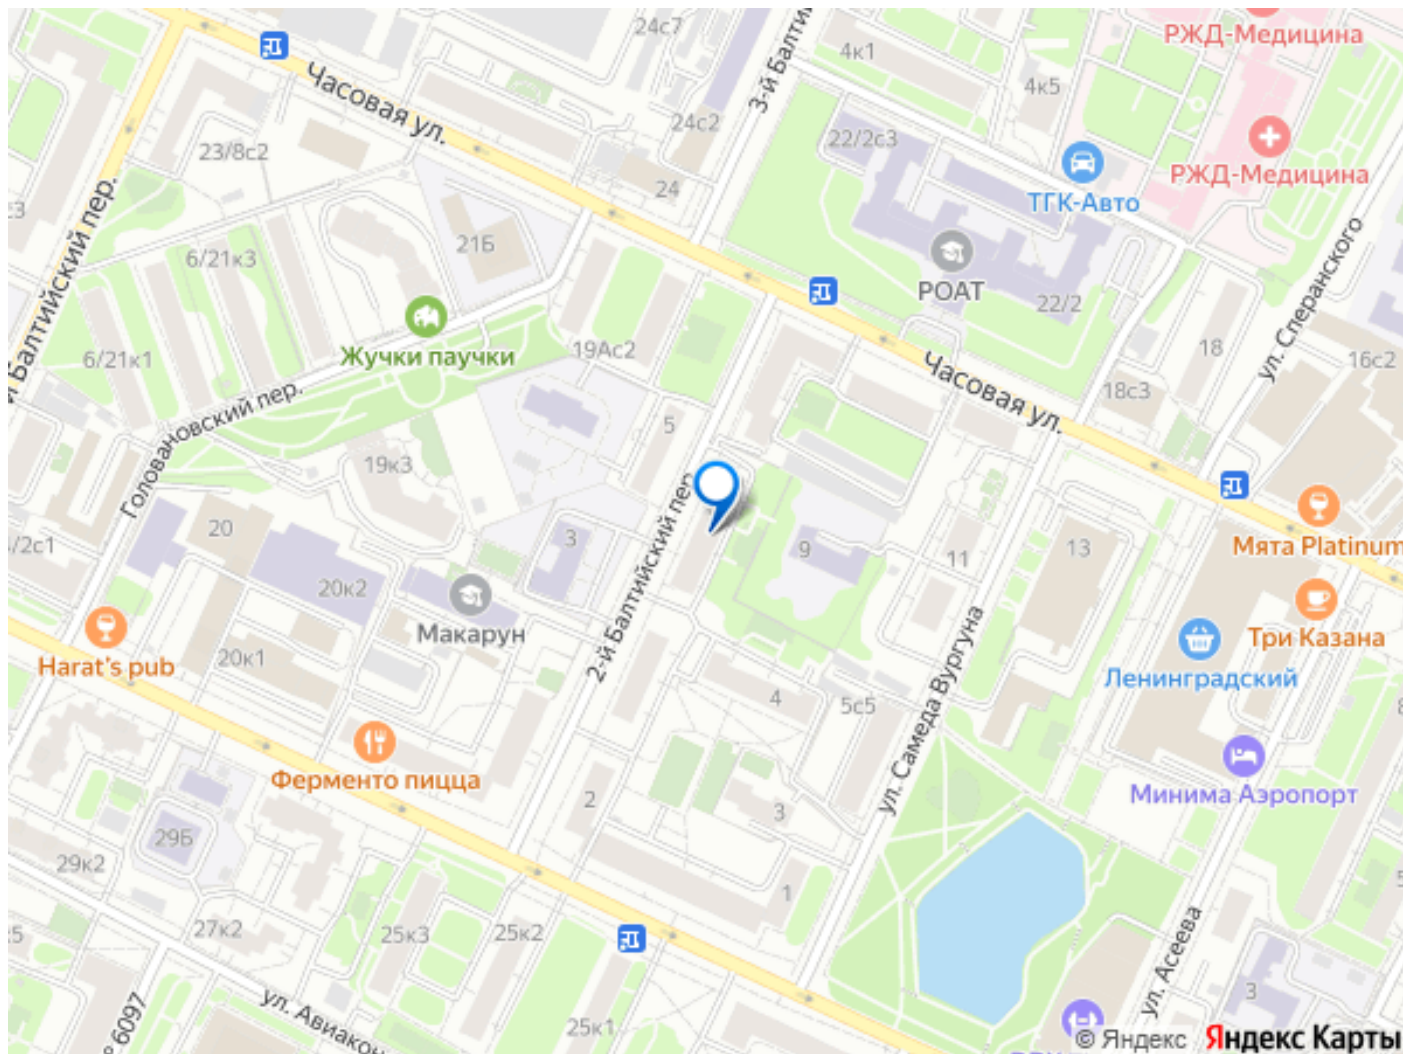 24с7
3-й Балти
4к1
РЖД-Медицина
Часовая ул.
4к5
24с2
22/2с3
23/8с2
РЖД-Медицина
24
ТГК-Авто
21Б
6/21к3
РОАТ
22/2
ул. Сперанского
й Балтийский пер.
Жучки паучки
19Ас2
18
16с2
6/21к1
18с3
Часовая ул.
Головановский пер.
5
19к3
2-й Балтийский пер
20
/2с1
3
9
11
13
Мята Platinum
20к2
Макарун
Три Казана
Harat's pub
20к1
Ленинградский
4
5с5
ул. Самеда Вургуна
Ферменто пицца
Минима Аэропорт
2
3
29Б
29к2
1
27к2
25к3
25к2
ул. Асеева
3
6097
ул. Авиакон
25к1
© Яндекс Яндекс Карты